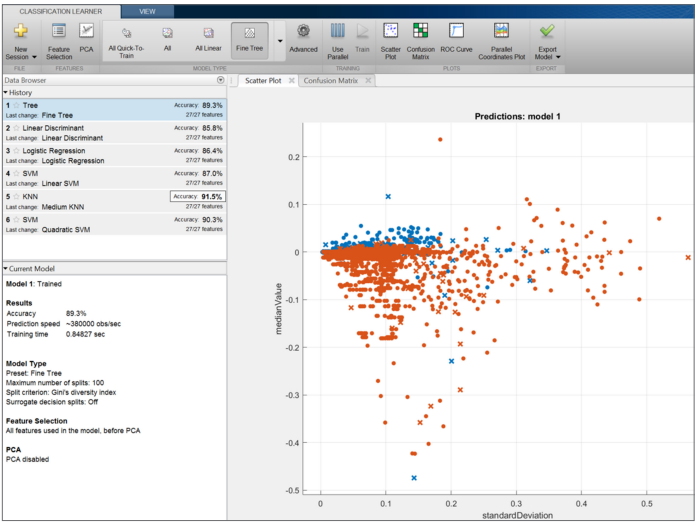 CLASSIFICATION LEARNER
VIEW
New Session
Feature Selection
PCA
All Quick-To-Train
All
All Linear
Fine Tree
Advanced
Use Parallel
Train
Scatter Plot
Confusion Matrix
ROC Curve
Parallel Coordinates Plot
Export Model
FILE
FEATURES
MODEL TYPE
TRAINING
PLOTS
EXPORT
Data Browser
History
1 Tree Accuracy: 89.3%
Last change: Fine Tree 27/27 features
2 Linear Discriminant Accuracy: 85.8%
Last change: Linear Discriminant 27/27 features
3 Logistic Regression Accuracy: 86.4%
Last change: Logistic Regression 27/27 features
4 SVM Accuracy: 87.0%
Last change: Linear SVM 27/27 features
5 KNN Accuracy: 91.5%
Last change: Medium KNN 27/27 features
6 SVM Accuracy: 90.3%
Last change: Quadratic SVM 27/27 features
Current Model
Model 1: Trained
Results
Accuracy 89.3%
Prediction speed ~380000 obs/sec
Training time 0.84827 sec
Model Type
Preset: Fine Tree
Maximum number of splits: 100
Split criterion: Gini's diversity index
Surrogate decision splits: Off
Feature Selection
All features used in the model, before PCA
PCA
PCA disabled
Scatter Plot
Confusion Matrix
Predictions: model 1
0.2
0.1
0
-0.1
-0.2
-0.3
-0.4
-0.5
medianValue
0 0.1 0.2 0.3 0.4 0.5
standardDeviation